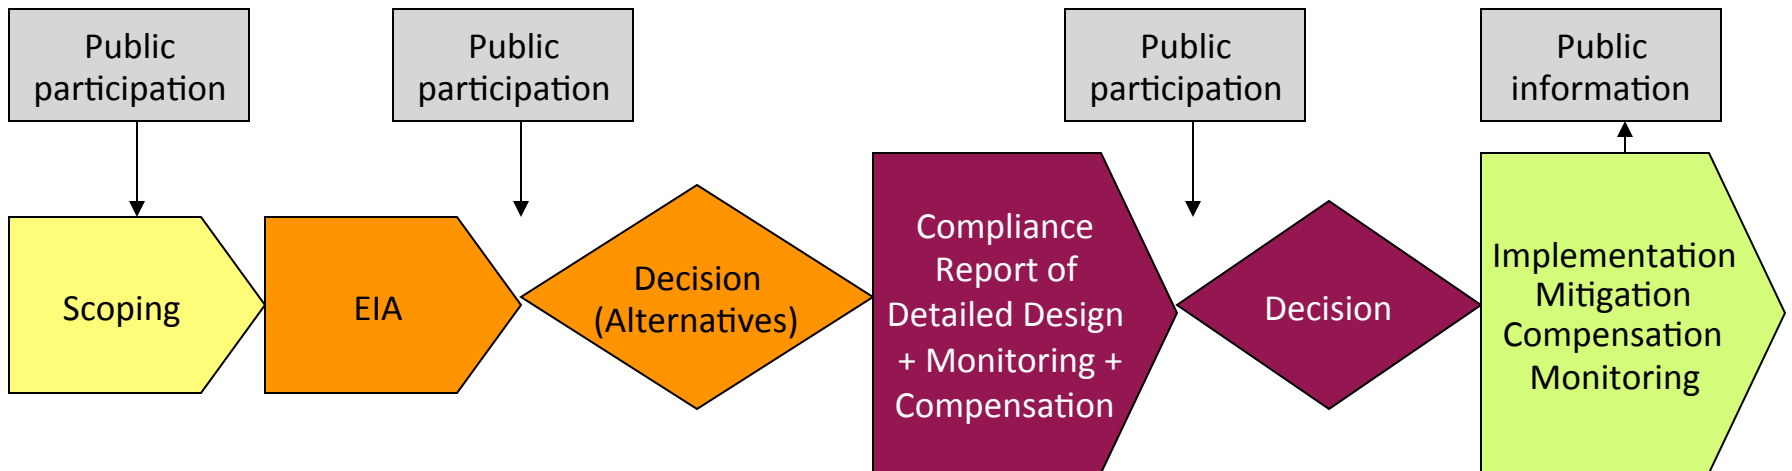 Public
participation
Public
participation
Public
participation
Public
information
Scoping
EIA
Decision
(Alternatives)
Compliance
Report of
Detailed Design
+ Monitoring +
Compensation
Decision
Implementation
Mitigation
Compensation
Monitoring